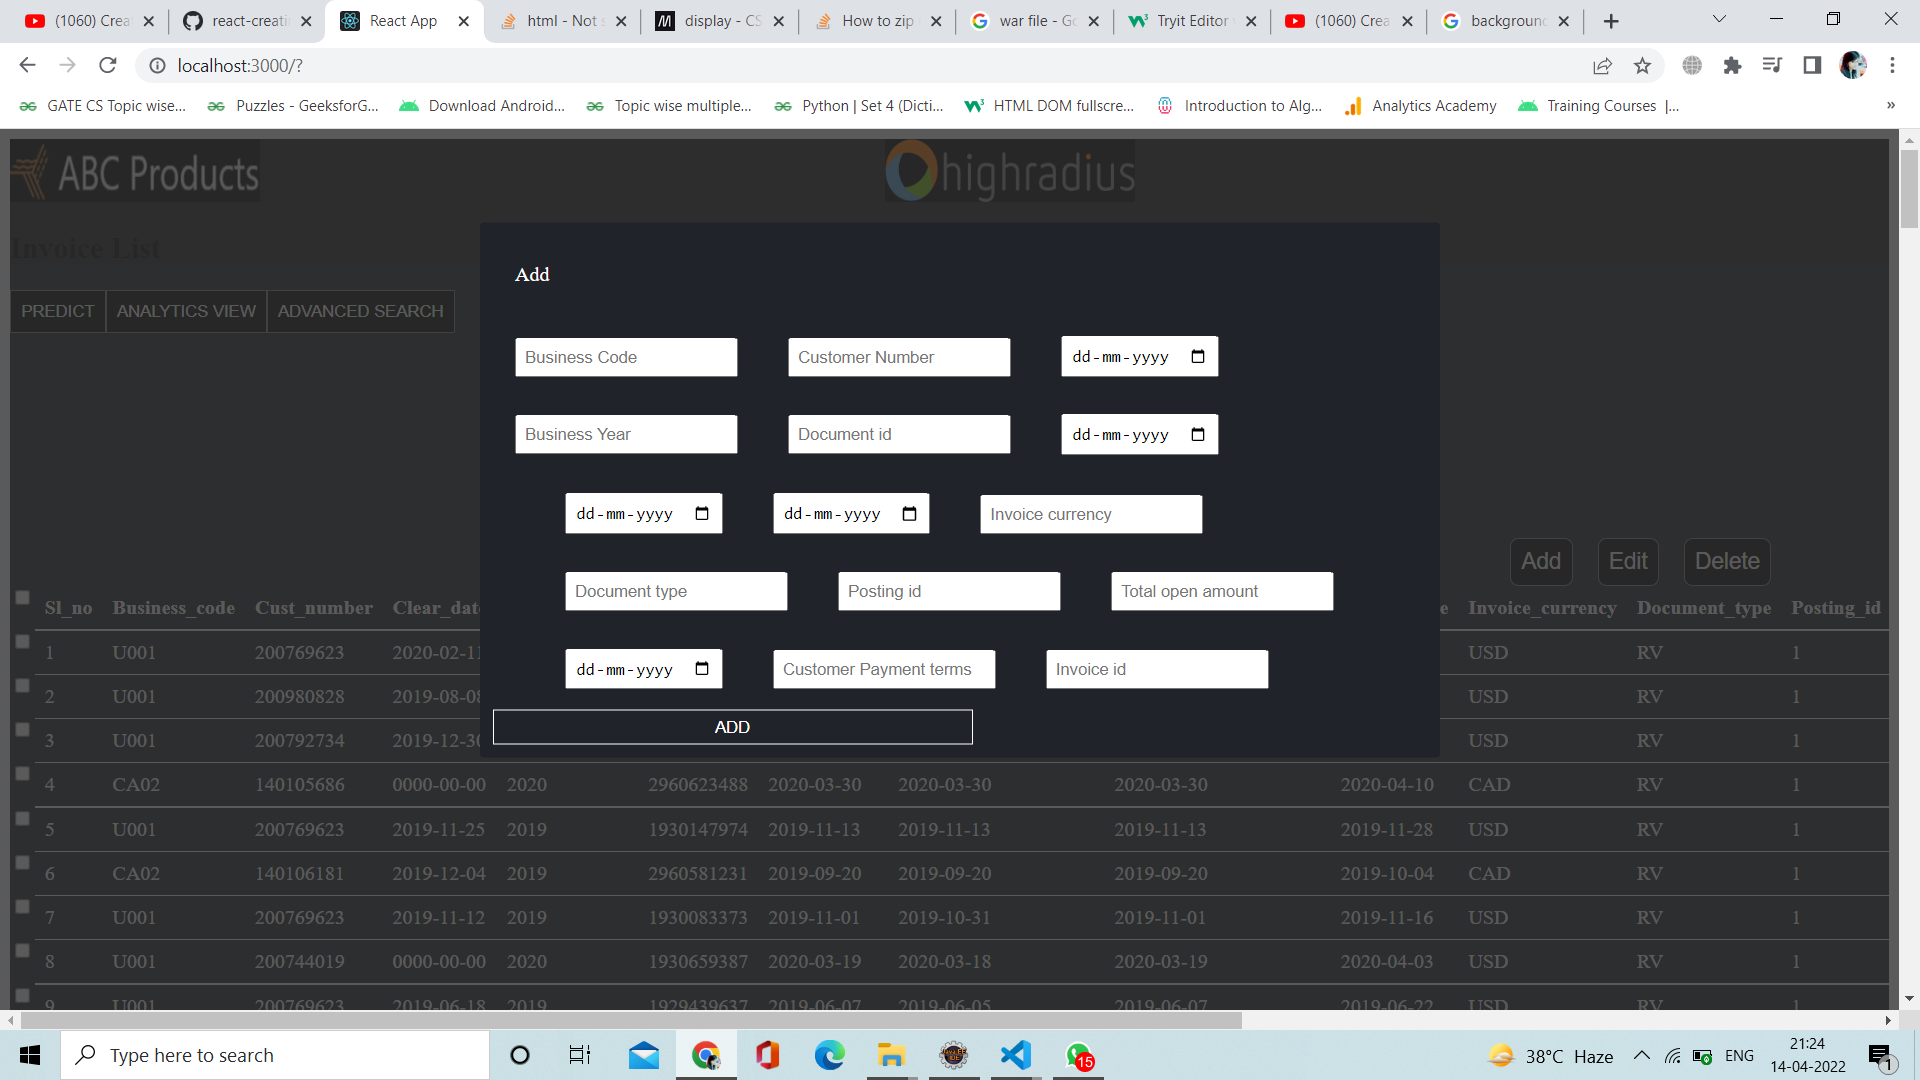 (1060) Crea
react-creati
React App
html - Not s
display - CS
How to zip
war file - Go
Tryit Editor
(1060) Crea
background
localhost:3000/?
GATE CS Topic wise...
Puzzles - GeeksforG...
Download Android...
Topic wise multiple...
Python | Set 4 (Dicti...
HTML DOM fullscre...
Introduction to Alg...
Analytics Academy
Training Courses |...
»
ABC Products
highradius
Invoice List
PREDICT ANALYTICS VIEW ADVANCED SEARCH
Add
Business Code Customer Number dd-mm-yyyy
Business Year Document id dd-mm-yyyy
dd-mm-yyyy dd-mm-yyyy Invoice currency
Document type Posting id Total open amount
dd-mm-yyyy Customer Payment terms Invoice id
ADD
Add Edit Delete
Sl_no Business_code Cust_number Clear_date e Invoice_currency Document_type Posting_id
1 U001 200769623 2020-02-11 USD RV 1
2 U001 200980828 2019-08-08 USD RV 1
3 U001 200792734 2019-12-30 USD RV 1
4 CA02 140105686 0000-00-00 2020 2960623488 2020-03-30 2020-03-30 2020-03-30 2020-04-10 CAD RV 1
5 U001 200769623 2019-11-25 2019 1930147974 2019-11-13 2019-11-13 2019-11-13 2019-11-28 USD RV 1
6 CA02 140106181 2019-12-04 2019 2960581231 2019-09-20 2019-09-20 2019-09-20 2019-10-04 CAD RV 1
7 U001 200769623 2019-11-12 2019 1930083373 2019-11-01 2019-10-31 2019-11-01 2019-11-16 USD RV 1
8 U001 200744019 0000-00-00 2020 1930659387 2020-03-19 2020-03-18 2020-03-19 2020-04-03 USD RV 1
9 U001 200769623 2019-06-18 2019 1929439637 2019-06-07 2019-06-05 2019-06-07 2019-06-22 USD RV 1
Type here to search
15
38°C Haze
ENG
21:24
14-04-2022
1